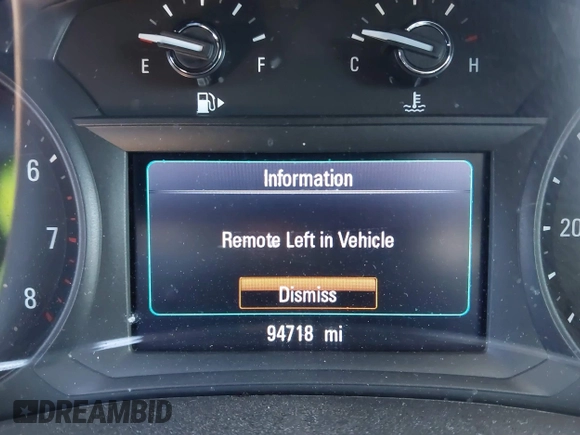 E F C H
6
7
8
20
Information
Remote Left in Vehicle
Dismiss
94718 mi
DREAMBID